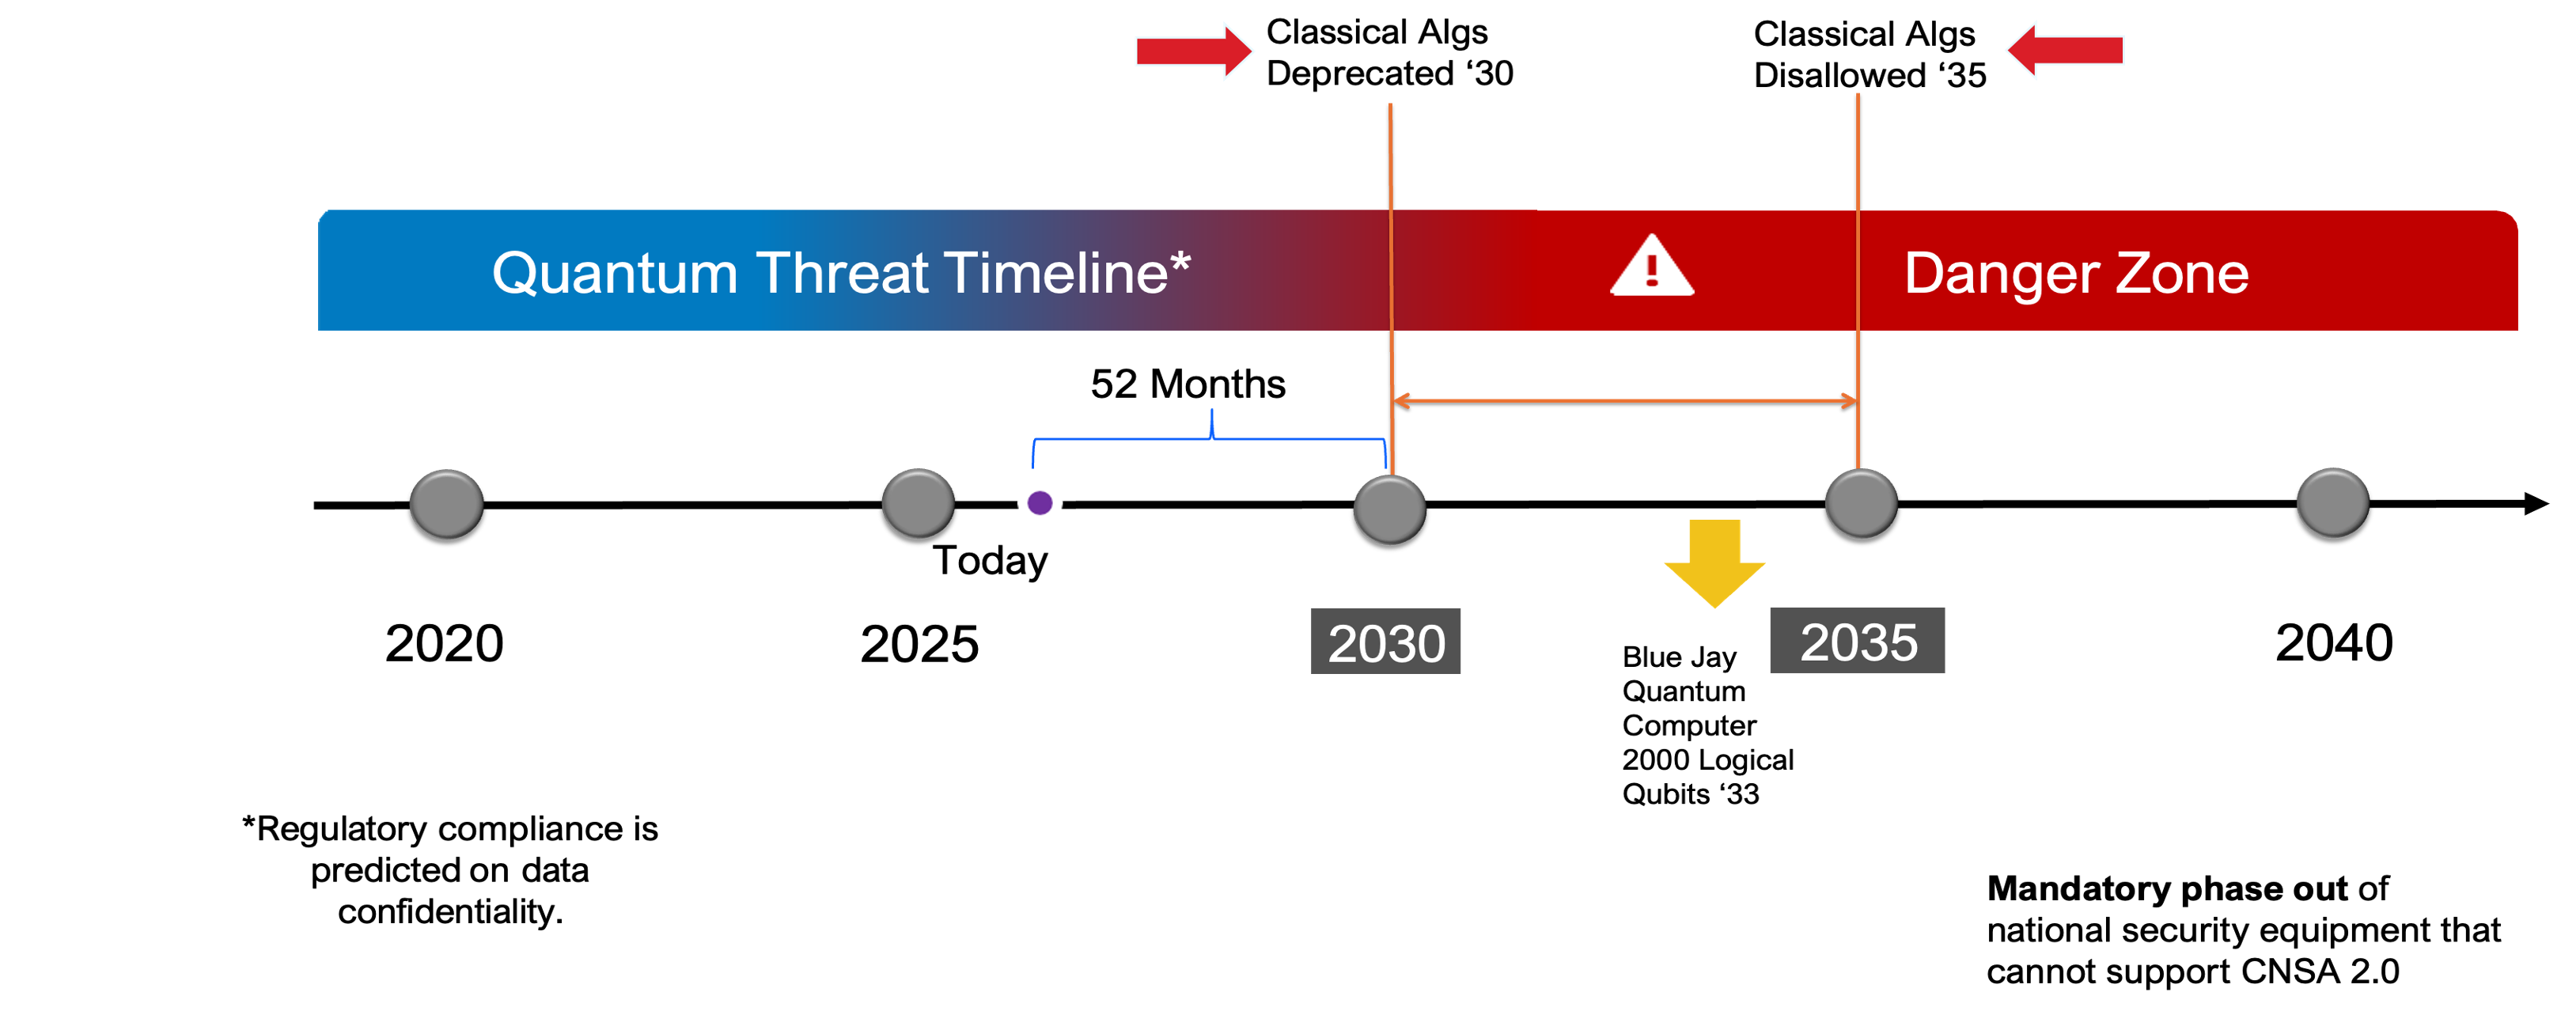 Classical Algs
Deprecated ‘30
Classical Algs
Disallowed ‘35
Quantum Threat Timeline*
Danger Zone
52 Months
Today
2020
2025
2030
2035
2040
Blue Jay
Quantum
Computer
2000 Logical
Qubits ‘33
*Regulatory compliance is
predicted on data
confidentiality.
Mandatory phase out of
national security equipment that
cannot support CNSA 2.0